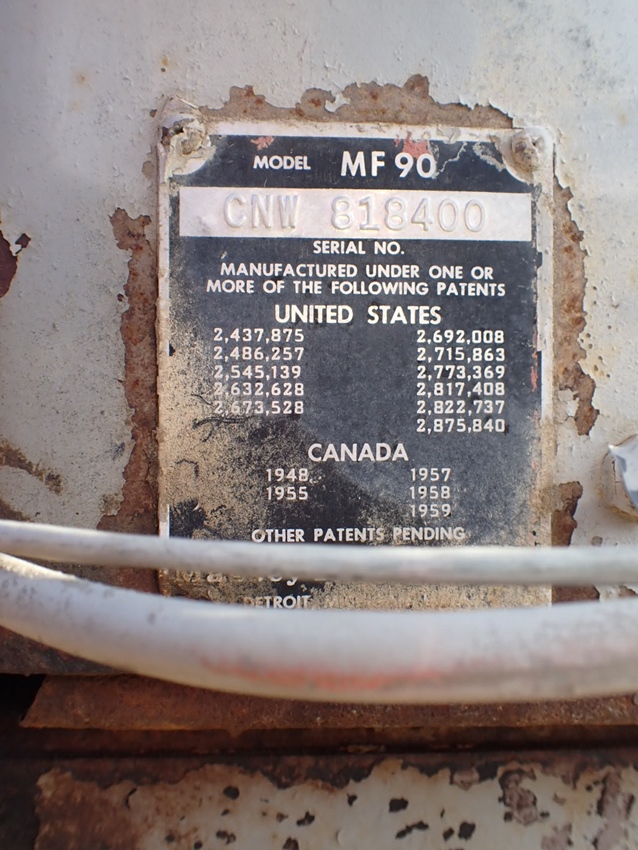 MODEL MF 90
CNW 818400
SERIAL NO.
MANUFACTURED UNDER ONE OR
MORE OF THE FOLLOWING PATENTS
UNITED STATES
2,437,875 2,692,008
2,486,257 2,715,863
2,545,139 2,773,369
2,632,628 2,817,408
2,673,528 2,822,737
2,875,840
CANADA
1948 1957
1955 1958
1959
OTHER PATENTS PENDING
DETROIT